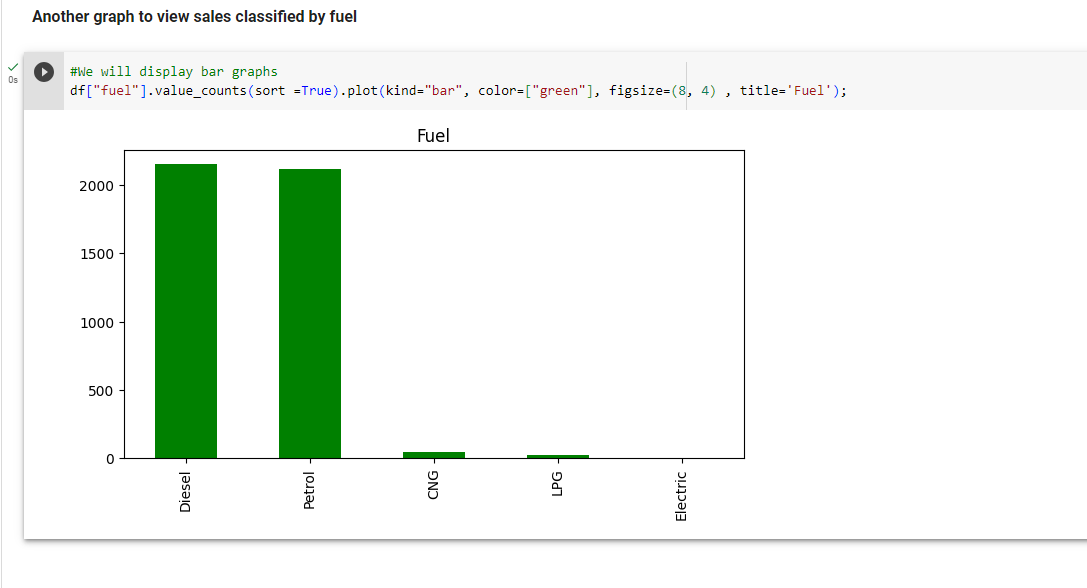 Another graph to view sales classified by fuel
0s
#We will display bar graphs
df["fuel"].value_counts(sort =True).plot(kind="bar", color=["green"], figsize=(8, 4) , title='Fuel');
Fuel
2000
1500
1000
500
0
Diesel
Petrol
CNG
LPG
Electric